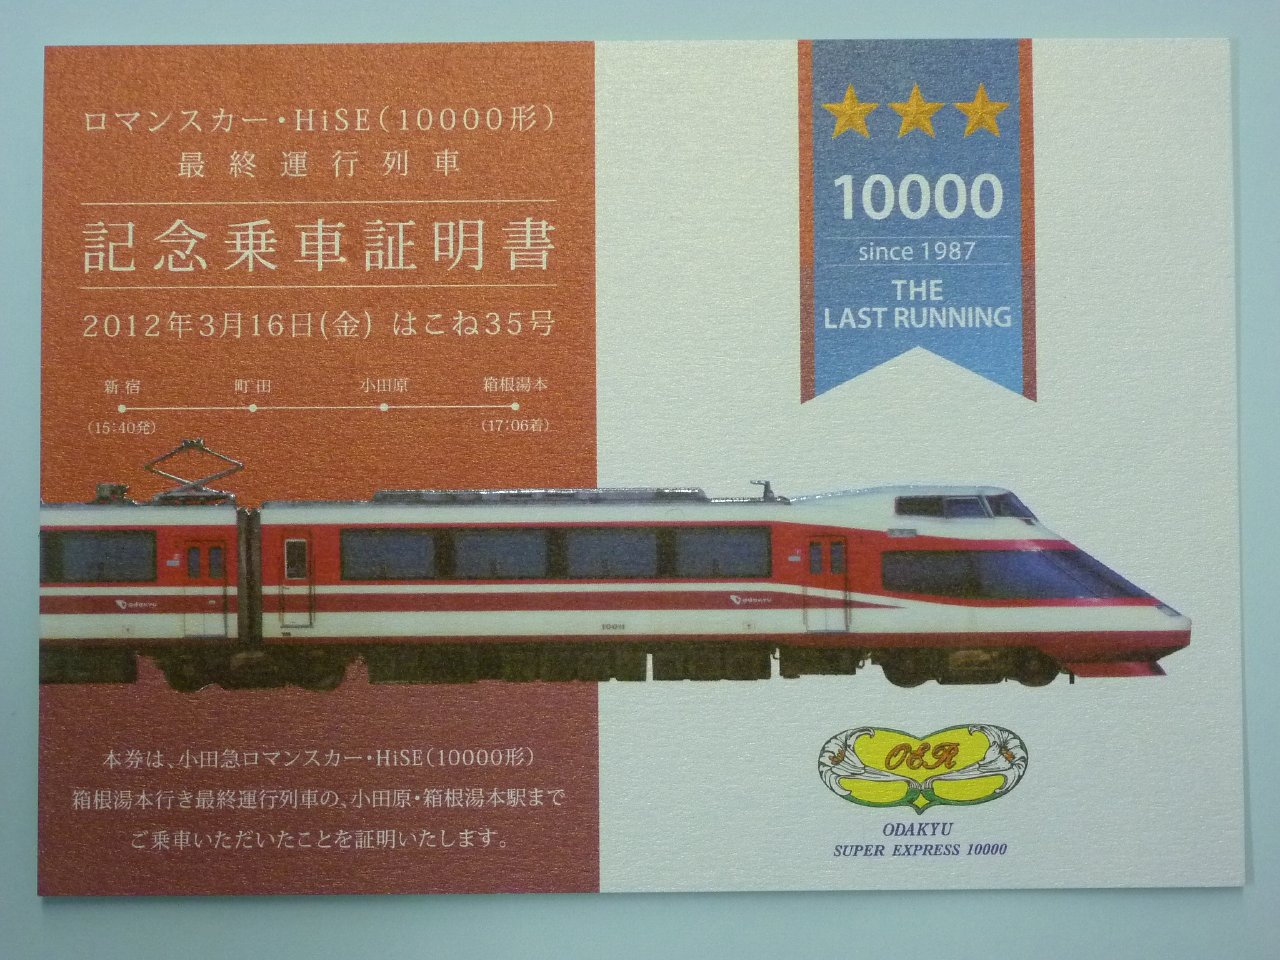 ロマンスカー・HiSE(10000形)
最終運行列車
記念乗車証明書
2012年3月16日(金) はこね35号
新宿 町田 小田原 箱根湯本
(15:40発) (17:06着)
本券は、小田急ロマンスカー・HiSE(10000形)
箱根湯本行き最終運行列車の、小田原・箱根湯本駅まで
ご乗車いただいたことを証明いたします。
10000
since 1987
THE
LAST RUNNING
ODAKYU
ODAKYU
OER
ODAKYU
SUPER EXPRESS 10000